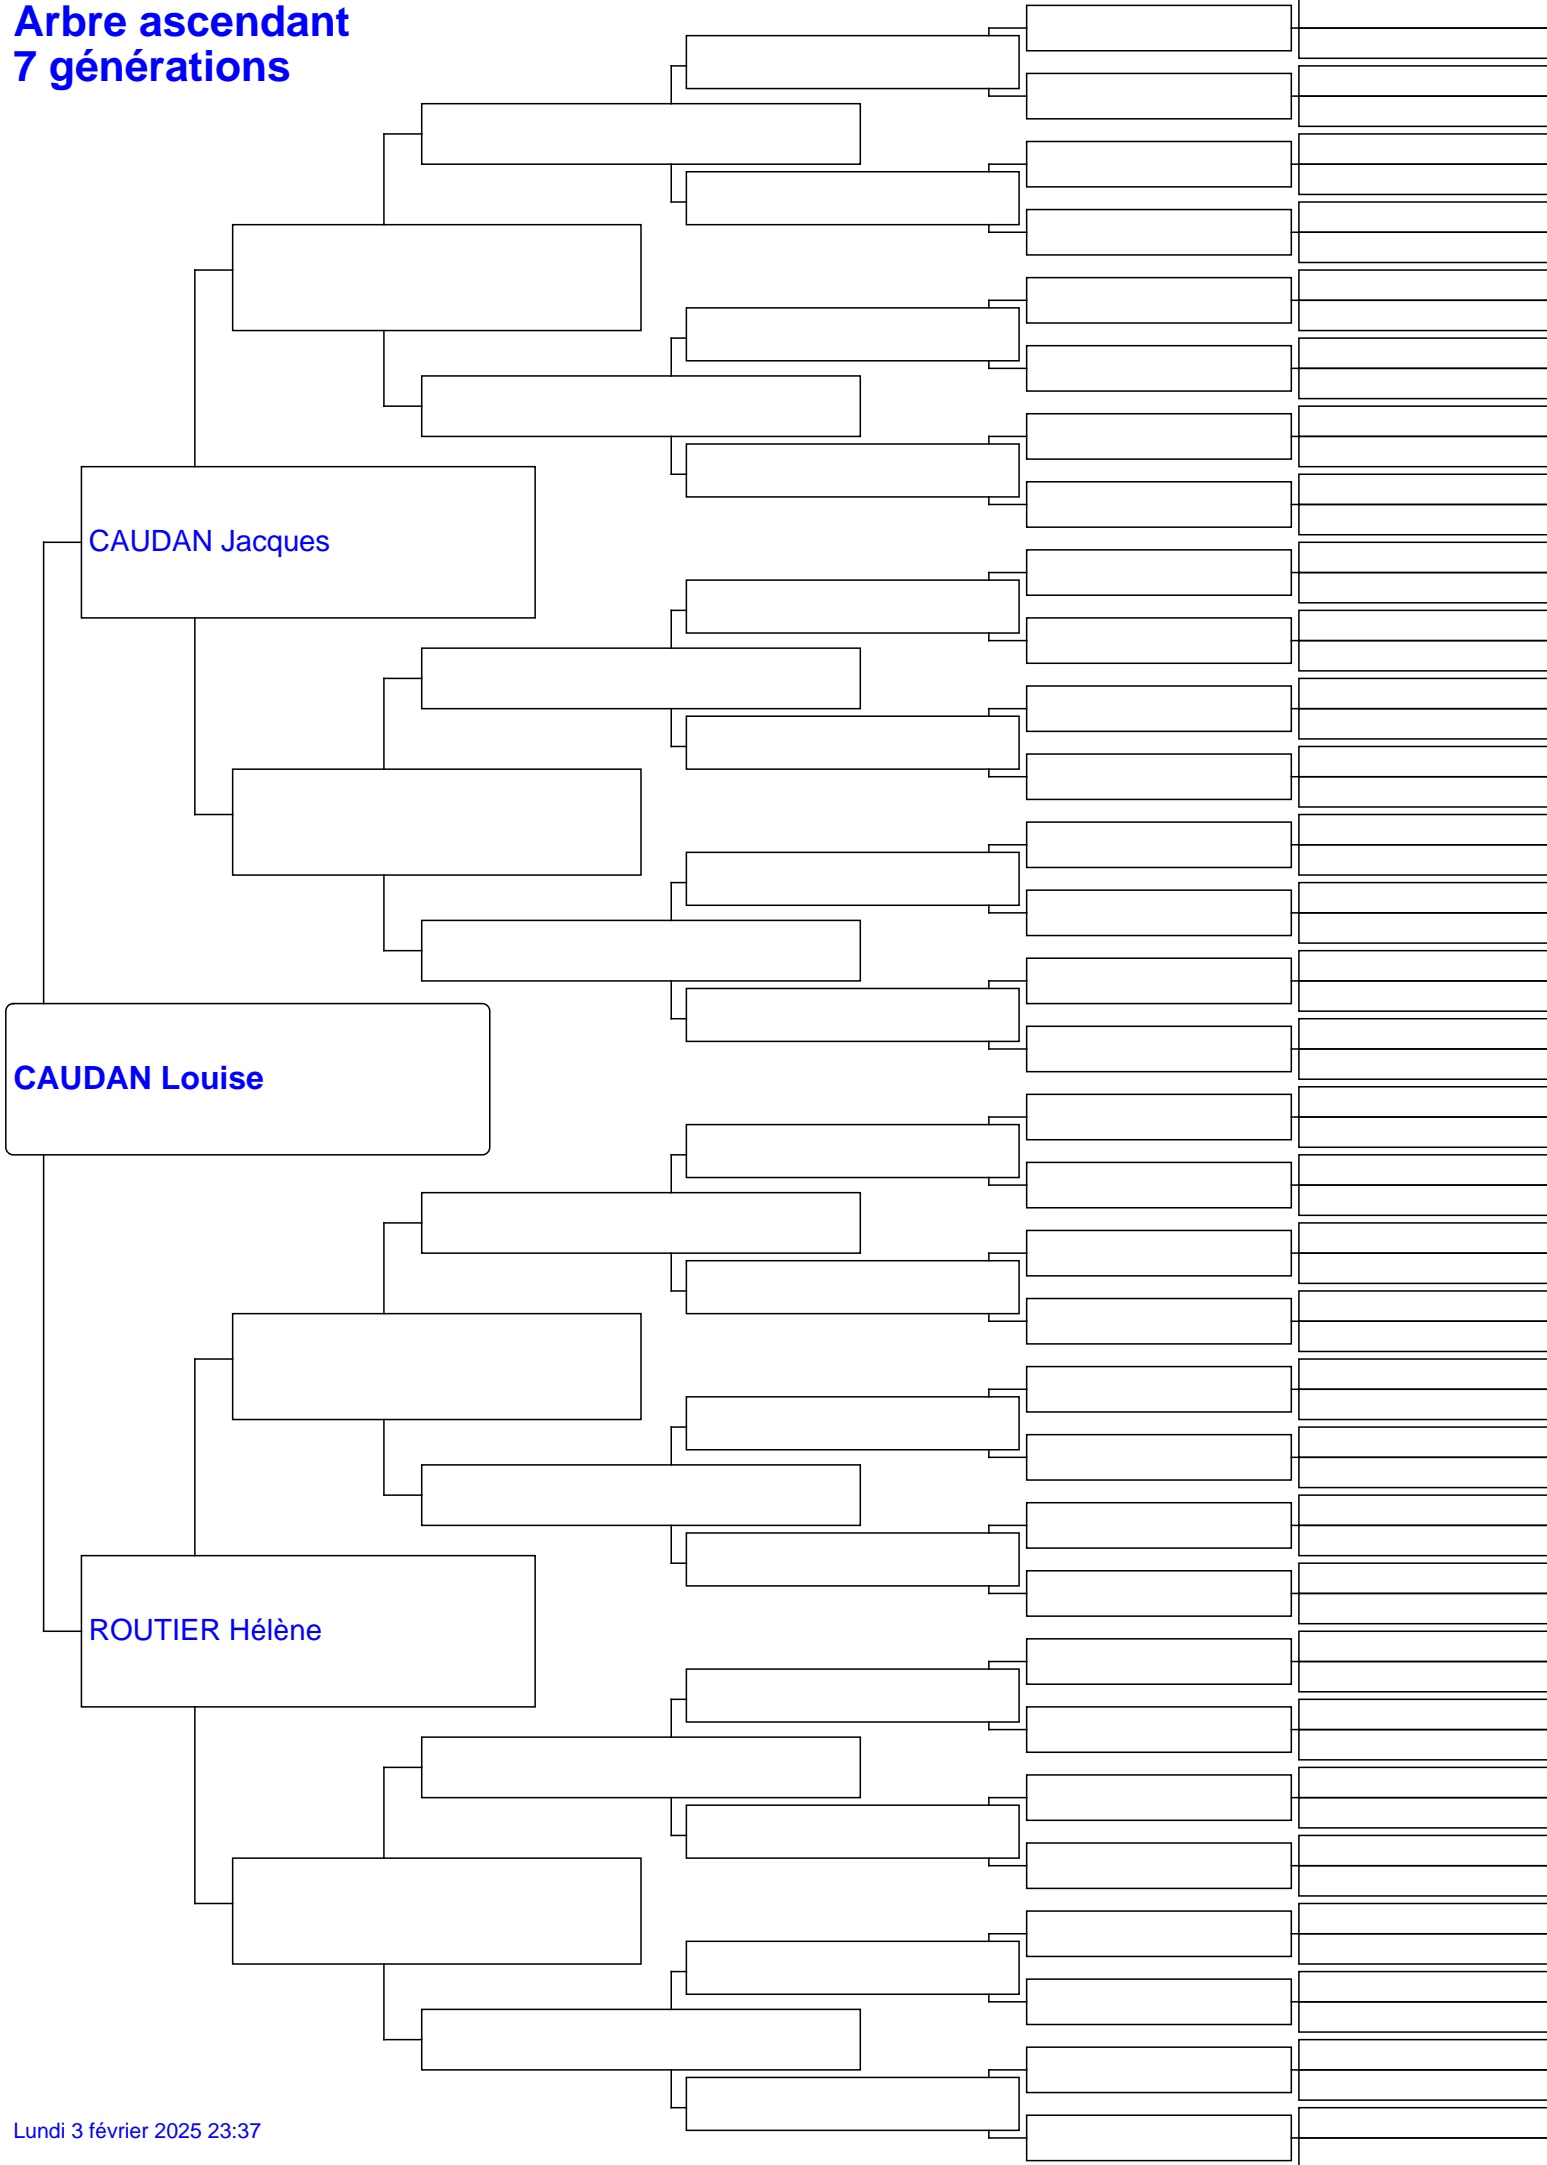 Arbre ascendant
7 générations
CAUDAN Jacques
CAUDAN Louise
ROUTIER Hélène
Lundi 3 février 2025 23:37